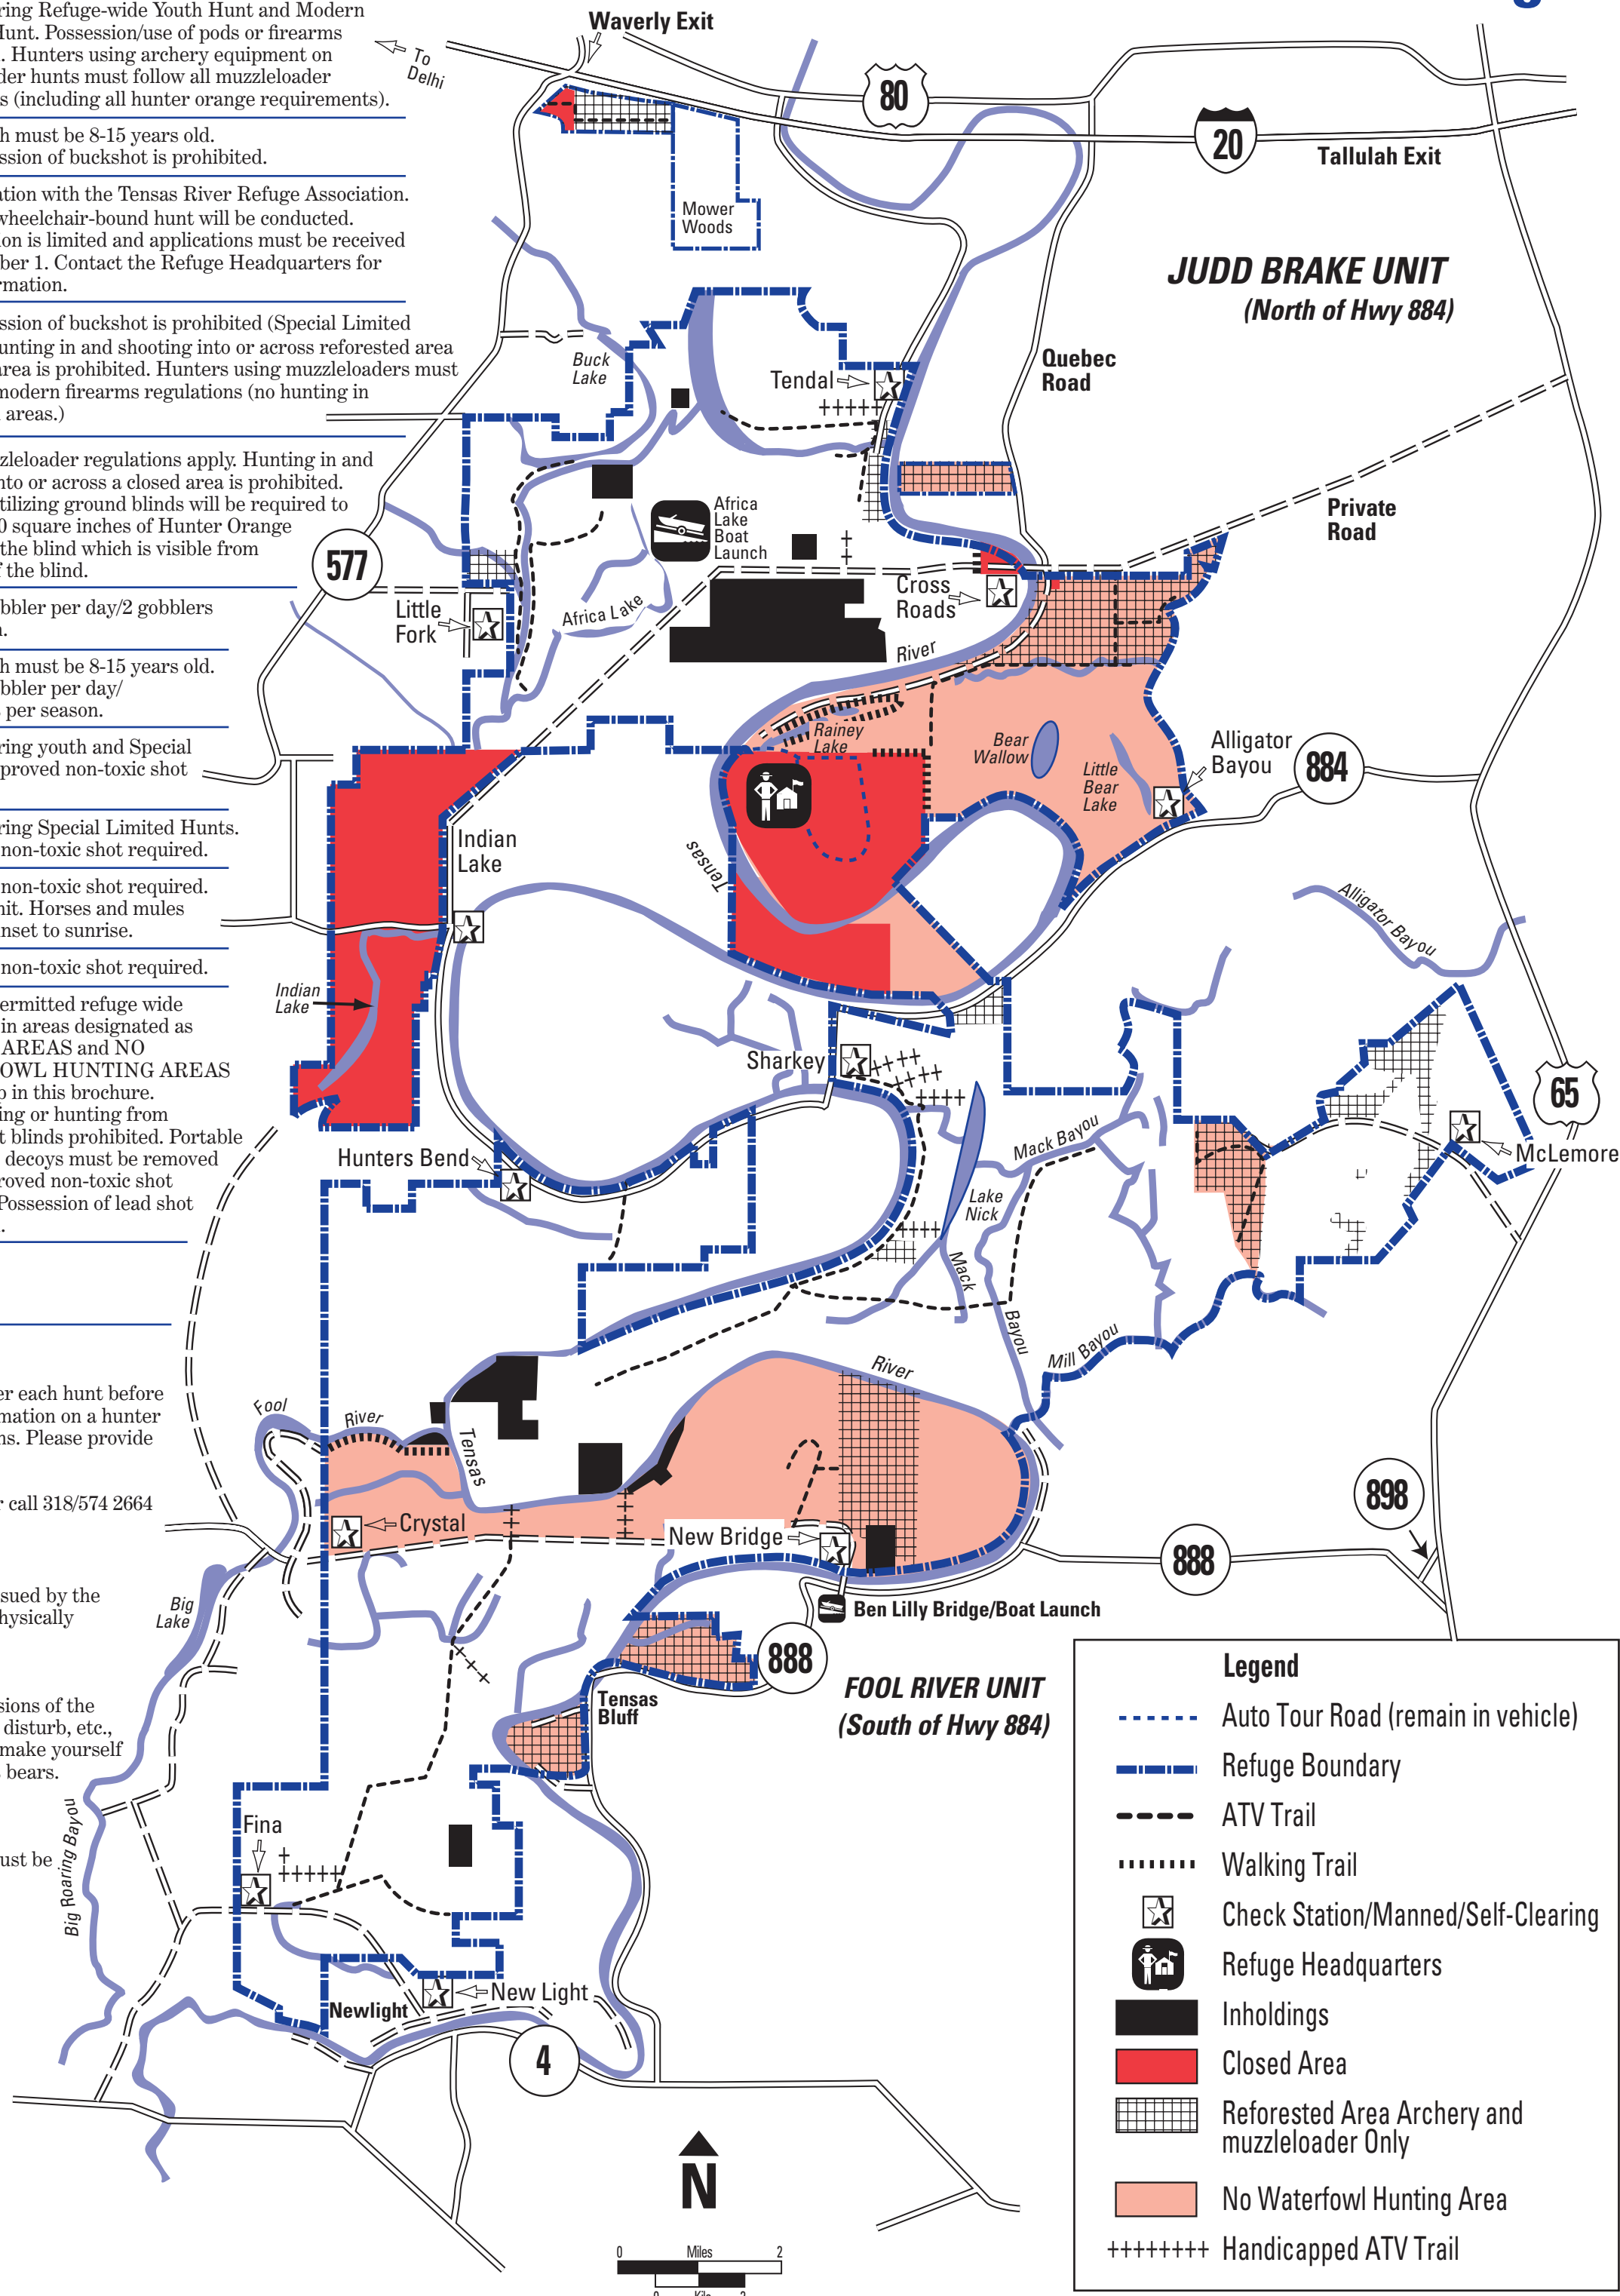 ring Refuge-wide Youth Hunt and Modern
Hunt. Possession/use of pods or firearms
. Hunters using archery equipment on
der hunts must follow all muzzleloader
s (including all hunter orange requirements).
h must be 8-15 years old.
ssion of buckshot is prohibited.
ation with the Tensas River Refuge Association.
wheelchair-bound hunt will be conducted.
ion is limited and applications must be received
ber 1. Contact the Refuge Headquarters for
rmation.
ssion of buckshot is prohibited (Special Limited
unting in and shooting into or across reforested area
area is prohibited. Hunters using muzzleloaders must
modern firearms regulations (no hunting in
areas.)
zleloader regulations apply. Hunting in and
nto or across a closed area is prohibited.
tilizing ground blinds will be required to
0 square inches of Hunter Orange
the blind which is visible from
f the blind.
bbler per day/2 gobblers
h must be 8-15 years old.
bbler per day/
per season.
ring youth and Special
proved non-toxic shot
ring Special Limited Hunts.
non-toxic shot required.
non-toxic shot required.
nit. Horses and mules
nset to sunrise.
non-toxic shot required.
ermitted refuge wide
in areas designated as
AREAS and NO
OWL HUNTING AREAS
p in this brochure.
ing or hunting from
t blinds prohibited. Portable
decoys must be removed
roved non-toxic shot
Possession of lead shot
er each hunt before
mation on a hunter
ns. Please provide
r call 318/574 2664
sued by the
hysically
sions of the
disturb, etc.,
make yourself
bears.
ust be
Waverly Exit
To
Delhi
80
20
Tallulah Exit
Mower
Woods
JUDD BRAKE UNIT
(North of Hwy 884)
Buck
Lake
Tendal
Quebec
Road
Private
Road
Africa
Lake
Boat
Launch
577
Little
Fork
Africa Lake
Cross
Roads
River
Rainey
Lake
Bear
Wallow
Little
Bear
Lake
Alligator
Bayou
884
Indian
Lake
Tensas
Alligator Bayou
Indian
Lake
Sharkey
65
McLemore
Hunters Bend
Mack Bayou
Lake
Nick
Mack
Bayou
Mill Bayou
River
Fool
River
Tensas
Crystal
New Bridge
898
888
Big
Lake
Ben Lilly Bridge/Boat Launch
888
Tensas
Bluff
FOOL RIVER UNIT
(South of Hwy 884)
Big Roaring Bayou
Fina
New Light
Newlight
4
N
0 Miles 2
Legend
Auto Tour Road (remain in vehicle)
Refuge Boundary
ATV Trail
Walking Trail
Check Station/Manned/Self-Clearing
Refuge Headquarters
Inholdings
Closed Area
Reforested Area Archery and
muzzleloader Only
No Waterfowl Hunting Area
Handicapped ATV Trail